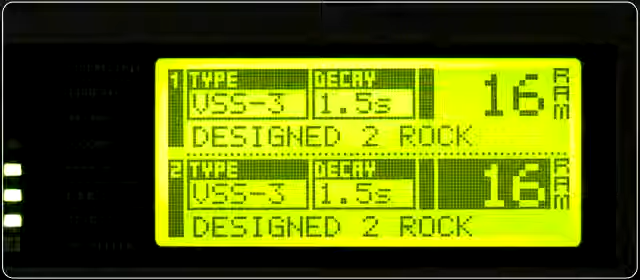 1 TYPE DECAY 16 RAM
VSS-3 1.5s
DESIGNED 2 ROCK
2 TYPE DECAY 16 RAM
VSS-3 1.5s
DESIGNED 2 ROCK